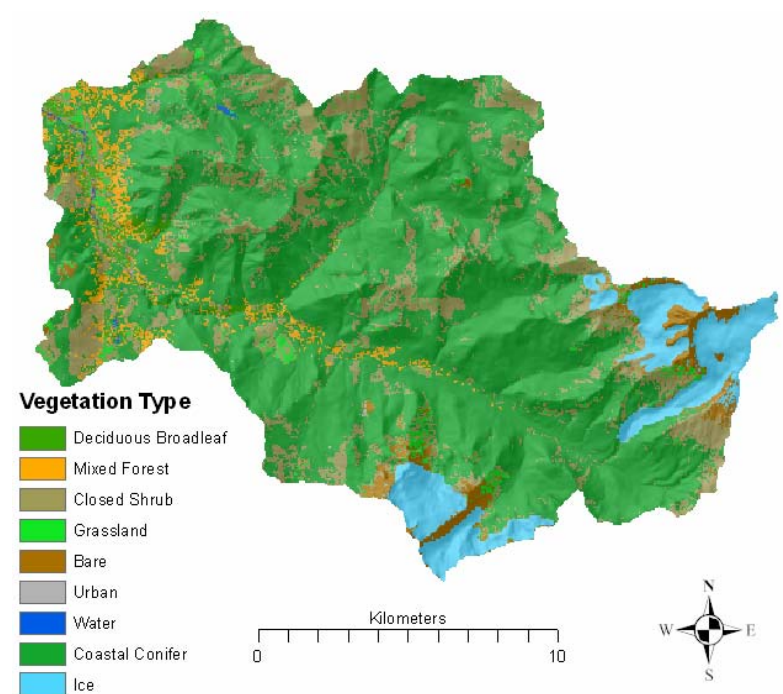 Vegetation Type
Deciduous Broadleaf
Mixed Forest
Closed Shrub
Grassland
Bare
Urban
Water
Coastal Conifer
Ice
Kilometers
0 10
N
W E
S